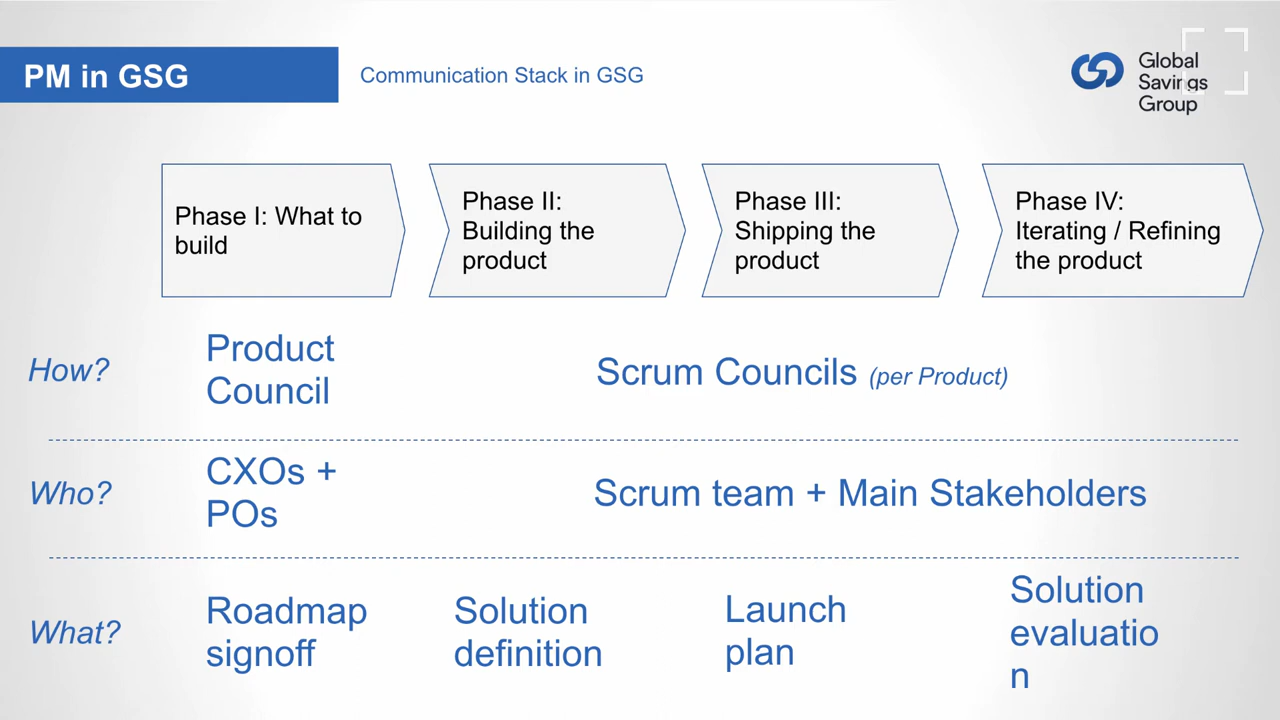 PM in GSG
Communication Stack in GSG
Global
Savings
Group
Phase I: What to
build
Phase II:
Building the
product
Phase III:
Shipping the
product
Phase IV:
Iterating / Refining
the product
How?
Product
Council
Scrum Councils (per Product)
Who?
CXOs +
POs
Scrum team + Main Stakeholders
What?
Roadmap
signoff
Solution
definition
Launch
plan
Solution
evaluatio
n